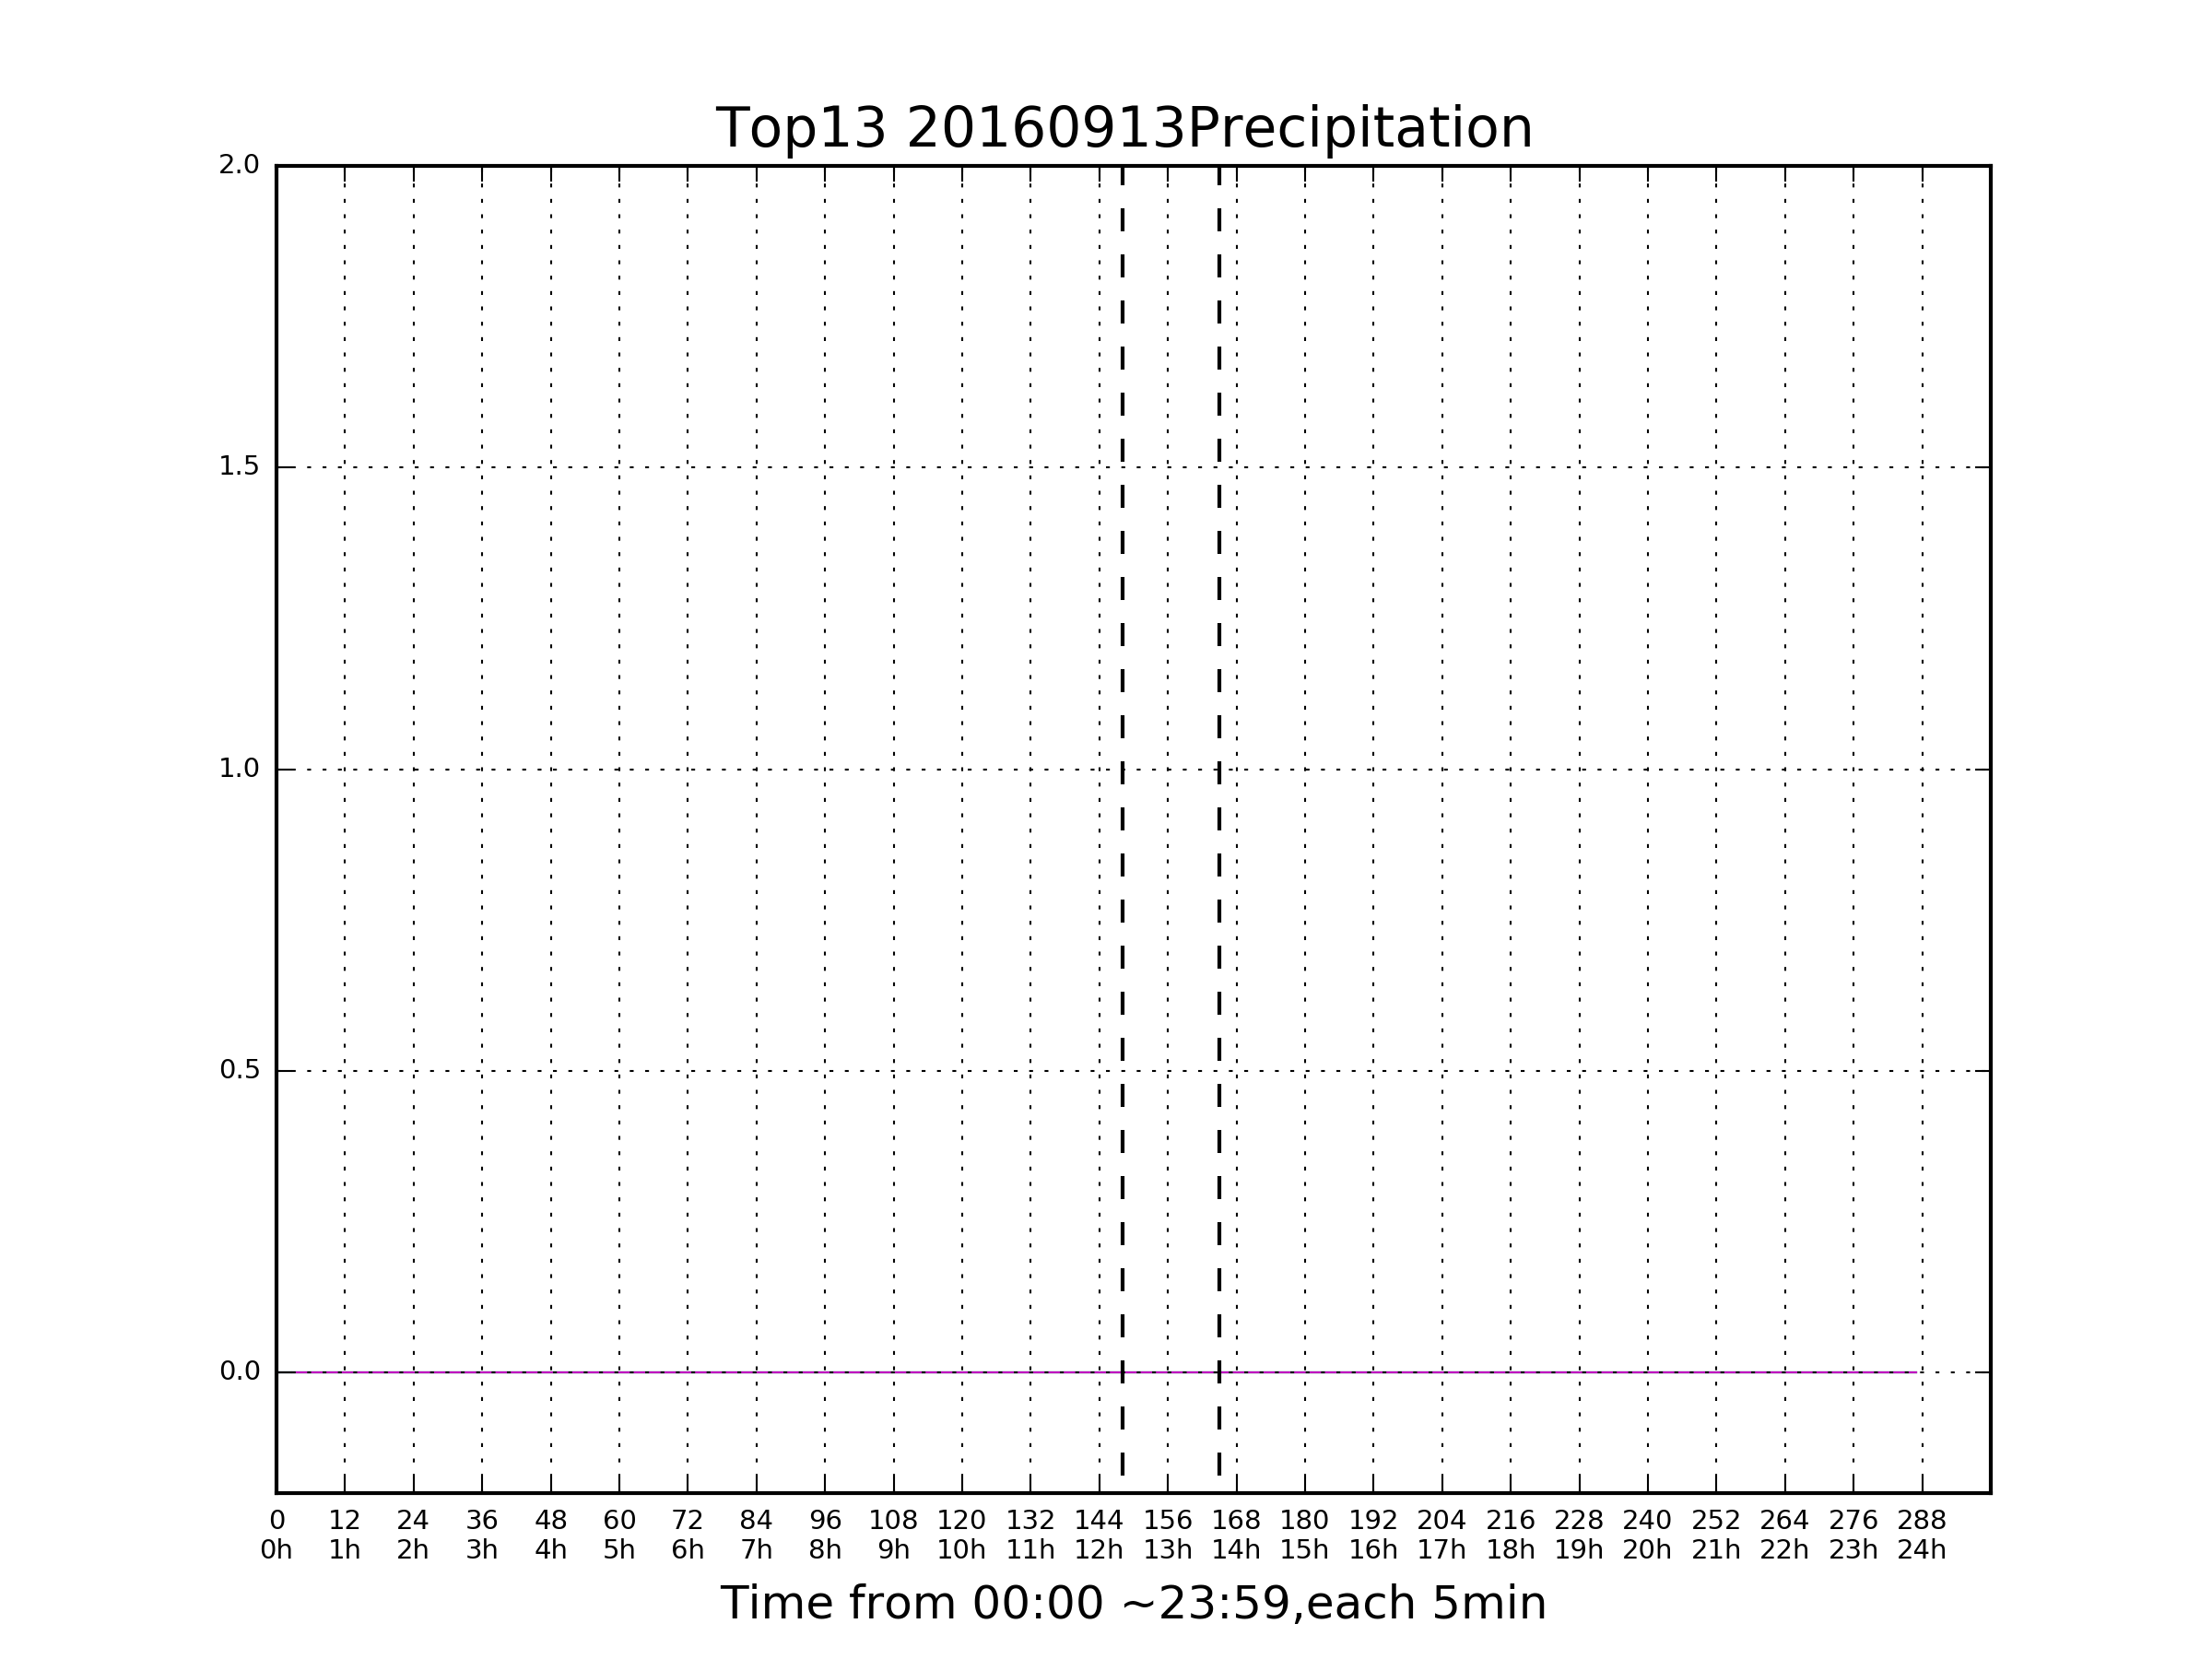 Top13 20160913Precipitation
2.0
1.5
1.0
0.5
0.0
0 12 24 36 48 60 72 84 96 108 120 132 144 156 168 180 192 204 216 228 240 252 264 276 288
0h 1h 2h 3h 4h 5h 6h 7h 8h 9h 10h 11h 12h 13h 14h 15h 16h 17h 18h 19h 20h 21h 22h 23h 24h
Time from 00:00 ~23:59,each 5min